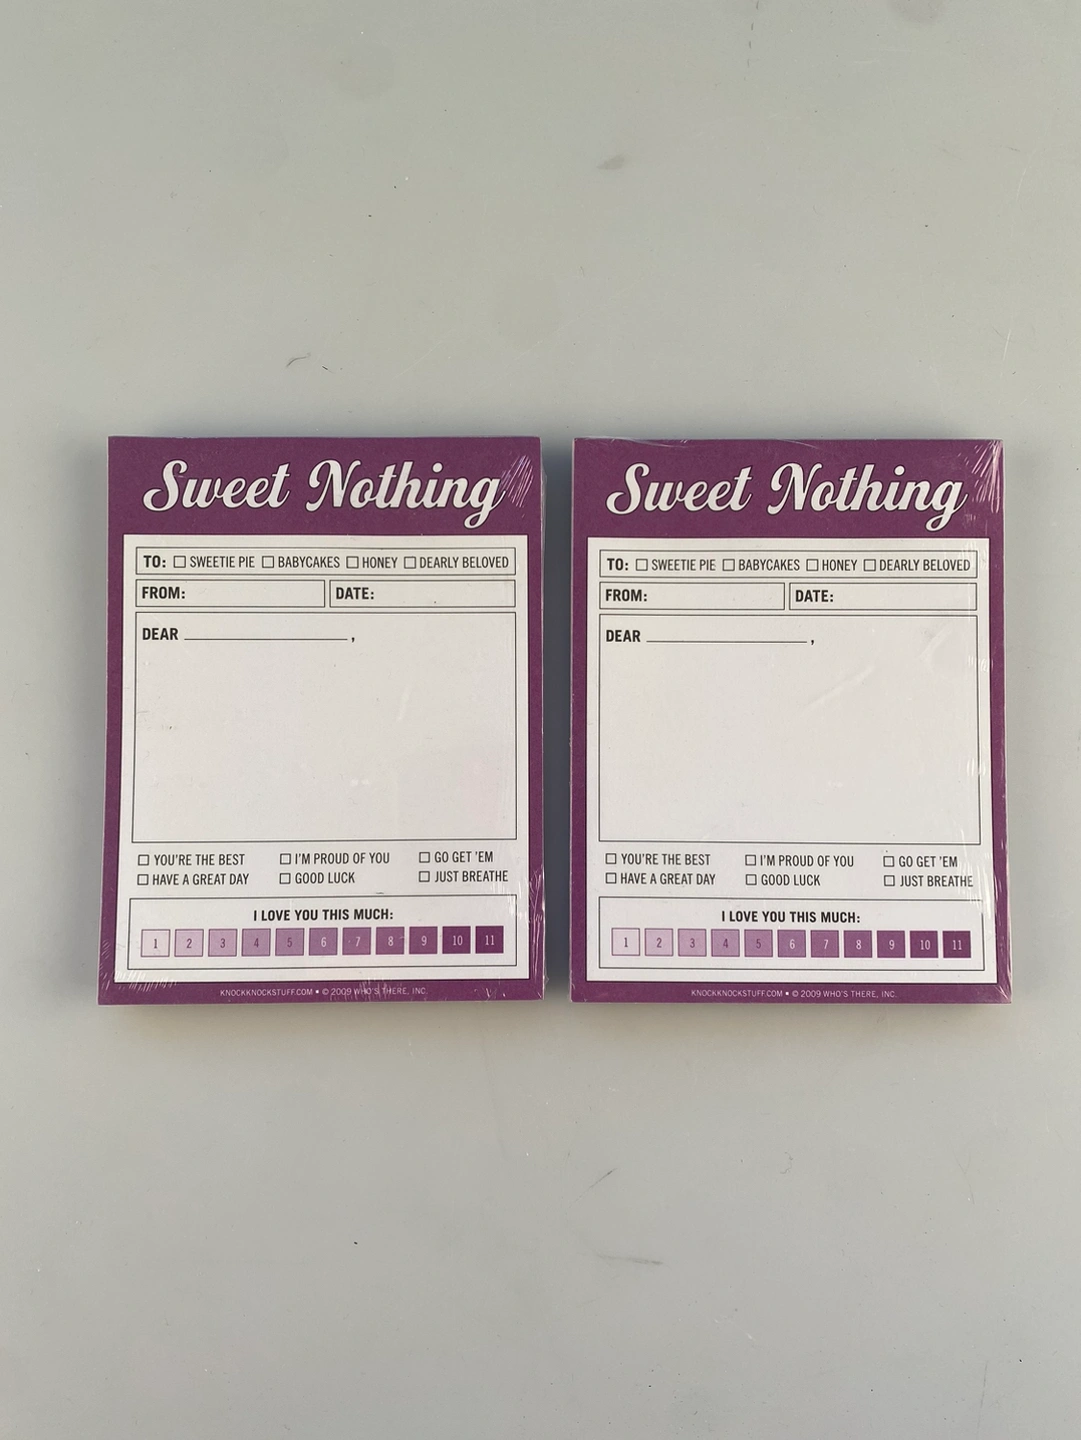 Sweet Nothing
TO: SWEETIE PIE BABYCAKES HONEY DEARLY BELOVED
FROM: DATE:
DEAR ,
YOU'RE THE BEST I'M PROUD OF YOU GO GET 'EM
HAVE A GREAT DAY GOOD LUCK JUST BREATHE
I LOVE YOU THIS MUCH:
1 2 3 4 5 6 7 8 9 10 11
KNOCKKNOCKSTUFF.COM ▪ © 2009 WHO'S THERE, INC.
Sweet Nothing
TO: SWEETIE PIE BABYCAKES HONEY DEARLY BELOVED
FROM: DATE:
DEAR ,
YOU'RE THE BEST I'M PROUD OF YOU GO GET 'EM
HAVE A GREAT DAY GOOD LUCK JUST BREATHE
I LOVE YOU THIS MUCH:
1 2 3 4 5 6 7 8 9 10 11
KNOCKKNOCKSTUFF.COM ▪ © 2009 WHO'S THERE, INC.